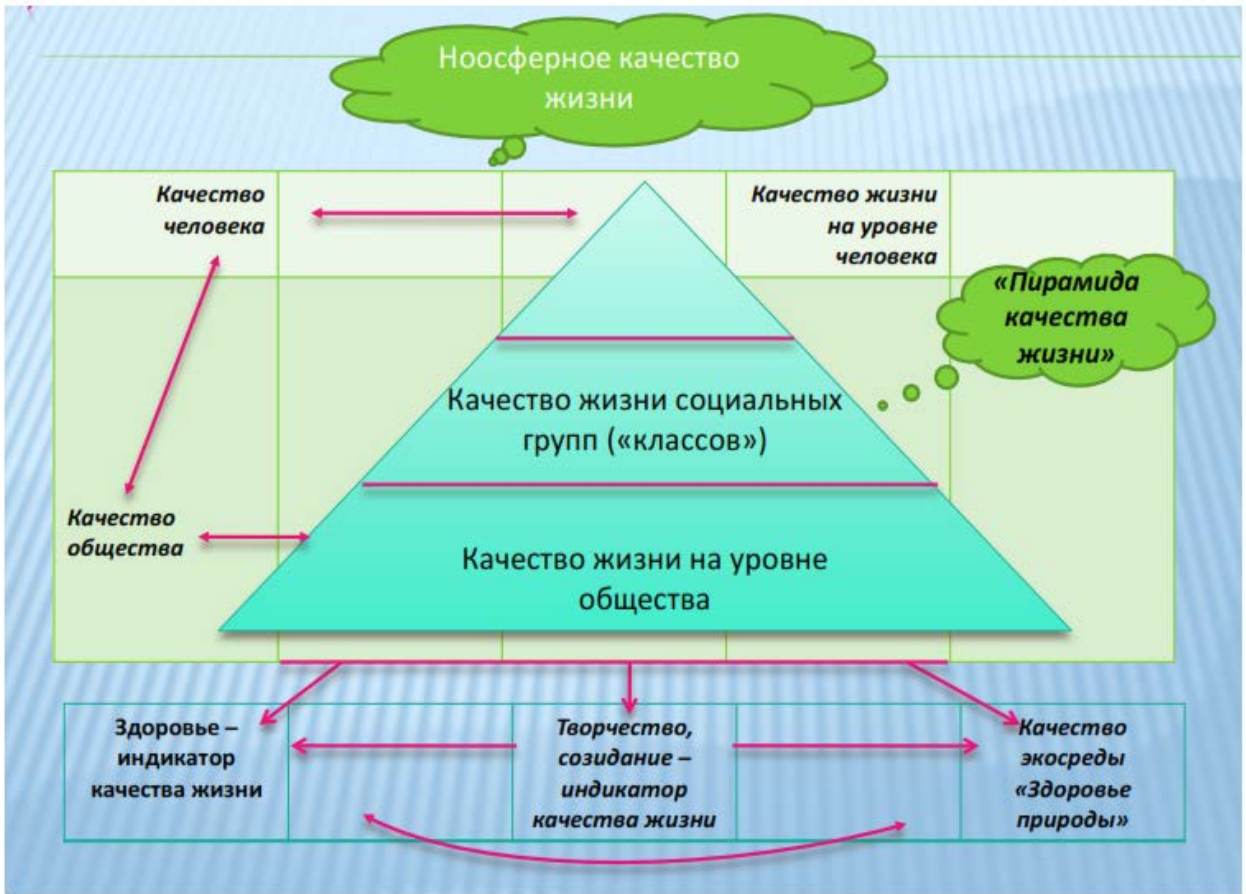 Ноосферное качество
жизни
Качество
человека
Качество жизни
на уровне
человека
«Пирамида
качества
жизни»
Качество жизни социальных
групп («классов»)
Качество
общества
Качество жизни на уровне
общества
Здоровье –
индикатор
качества жизни
Творчество,
созидание –
индикатор
качества жизни
Качество
экосреды
«Здоровье
природы»